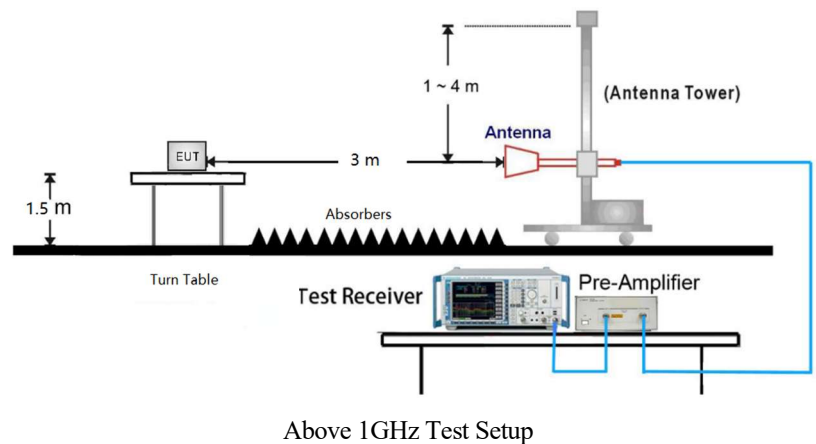 1 ~ 4 m
(Antenna Tower)
Antenna
EUT
3 m
1.5 m
Absorbers
Turn Table
Test Receiver
Pre-Amplifier
Above 1GHz Test Setup